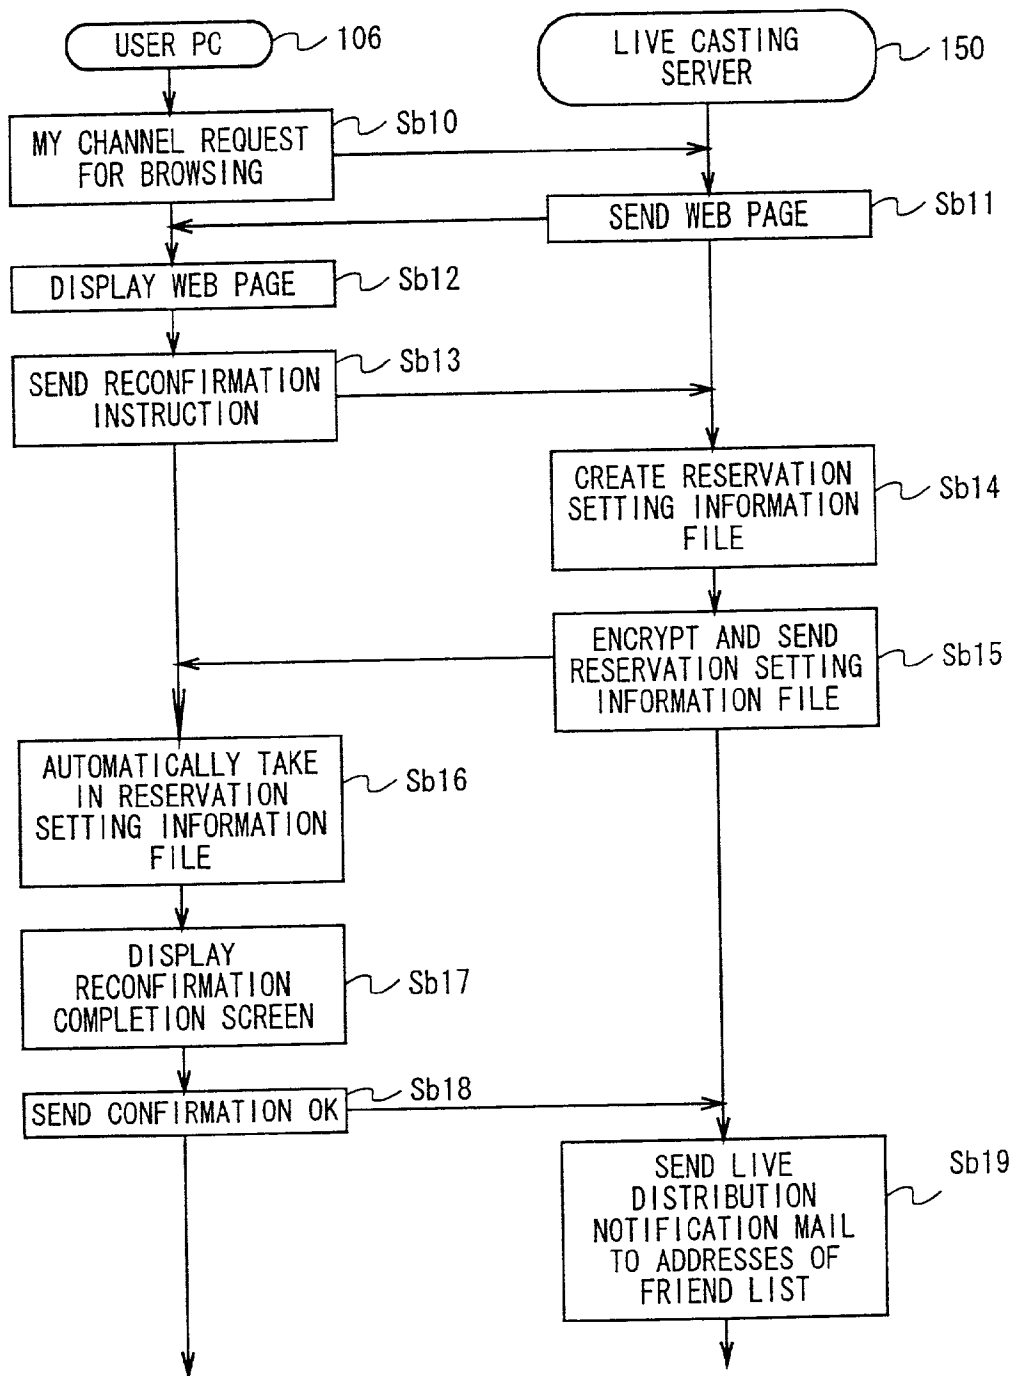 USER PC
106
LIVE CASTING
SERVER
150
MY CHANNEL REQUEST
FOR BROWSING
Sb10
SEND WEB PAGE
Sb11
DISPLAY WEB PAGE
Sb12
SEND RECONFIRMATION
INSTRUCTION
Sb13
CREATE RESERVATION
SETTING INFORMATION
FILE
Sb14
ENCRYPT AND SEND
RESERVATION SETTING
INFORMATION FILE
Sb15
AUTOMATICALLY TAKE
IN RESERVATION
SETTING INFORMATION
FILE
Sb16
DISPLAY
RECONFIRMATION
COMPLETION SCREEN
Sb17
SEND CONFIRMATION OK
Sb18
SEND LIVE
DISTRIBUTION
NOTIFICATION MAIL
TO ADDRESSES OF
FRIEND LIST
Sb19